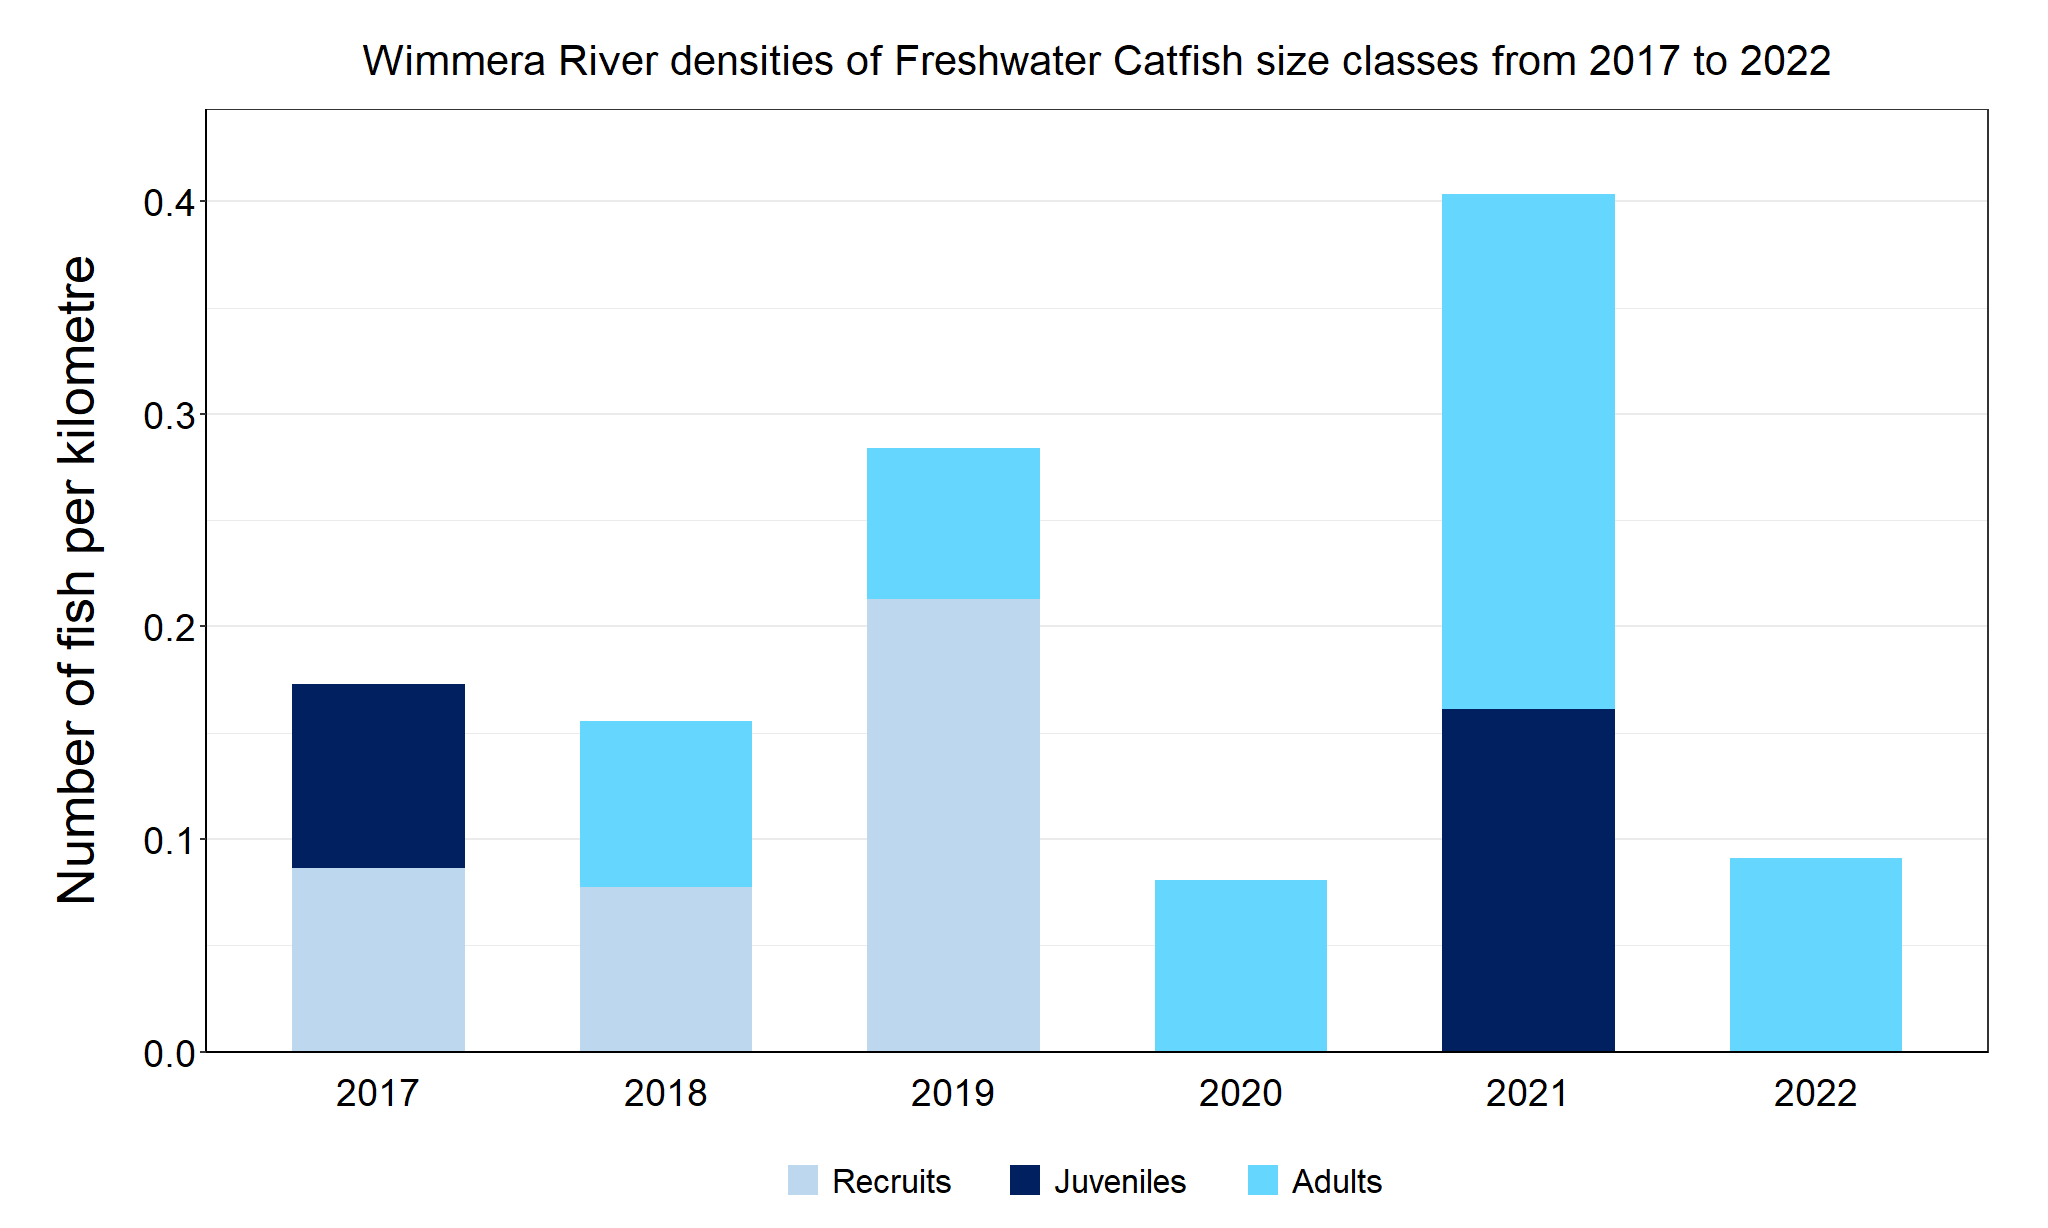 Wimmera River densities of Freshwater Catfish size classes from 2017 to 2022
Number of fish per kilometre
0.4
0.3
0.2
0.1
0.0
2017 2018 2019 2020 2021 2022
Recruits Juveniles Adults